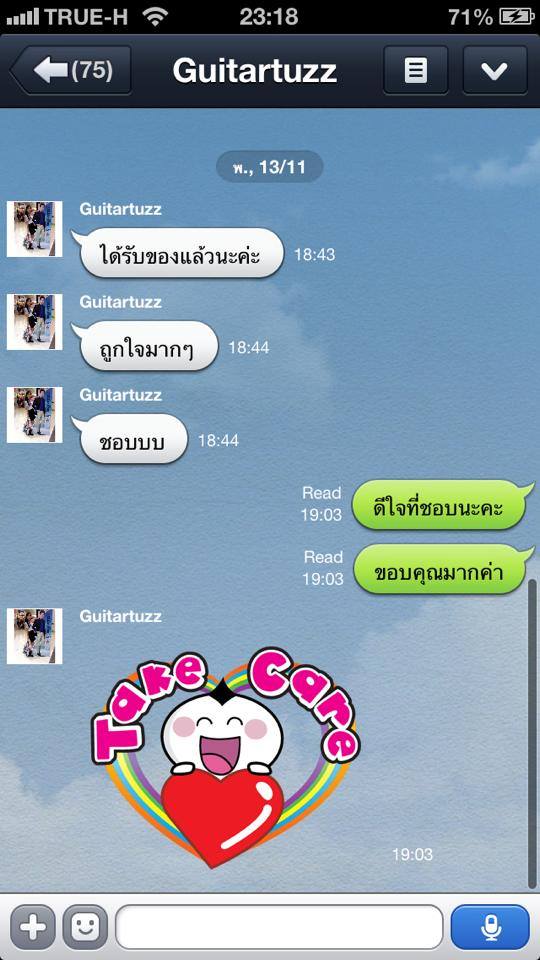 TRUE-H 23:18 71%
(75) Guitartuzz
พ., 13/11
Guitartuzz
ได้รับของแล้วนะค่ะ 18:43
Guitartuzz
ถูกใจมากๆ 18:44
Guitartuzz
ชอบบบ 18:44
Read
19:03 ดีใจที่ชอบนะคะ
Read
19:03 ขอบคุณมากค่า
Guitartuzz
Take Care
19:03